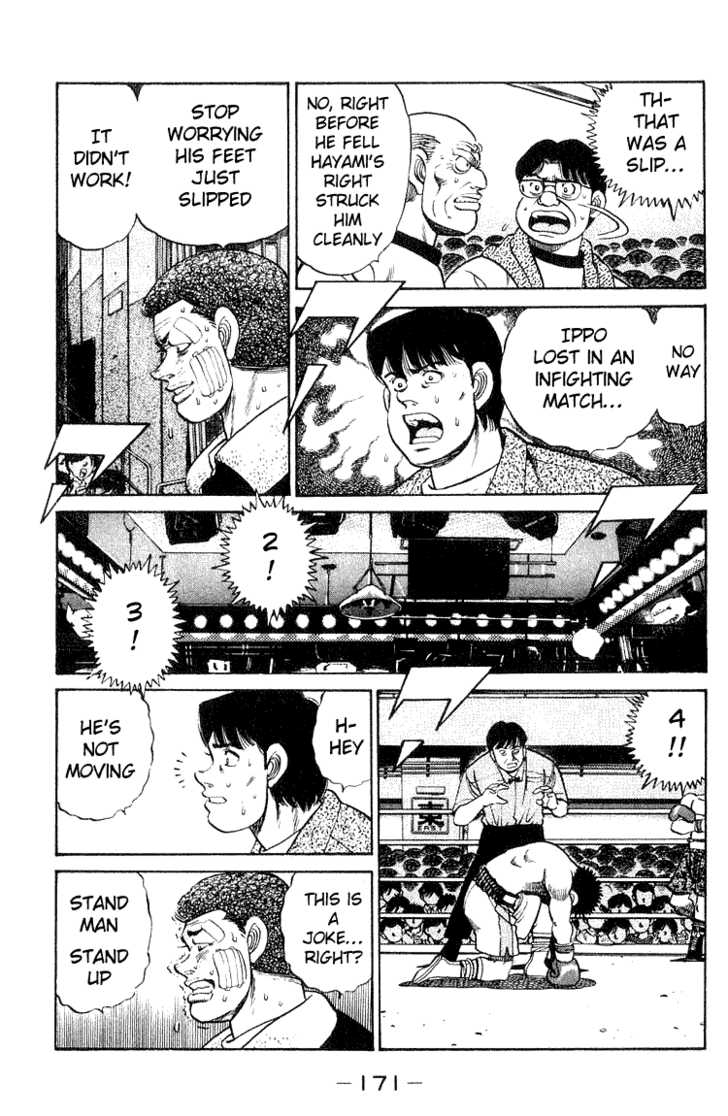 TH-
THAT
WAS A
SLIP...
NO, RIGHT
BEFORE
HE FELL
HAYAMI'S
RIGHT
STRUCK
HIM
CLEANLY
STOP
WORRYING
HIS FEET
JUST
SLIPPED
IT
DIDN'T
WORK!
NO
WAY
IPPO
LOST IN AN
INFIGHTING
MATCH...
2
!
3
!
4
!!
東
EAST
H-
HEY
HE'S
NOT
MOVING
THIS IS
A
JOKE...
RIGHT?
STAND
MAN
STAND
UP
-171-